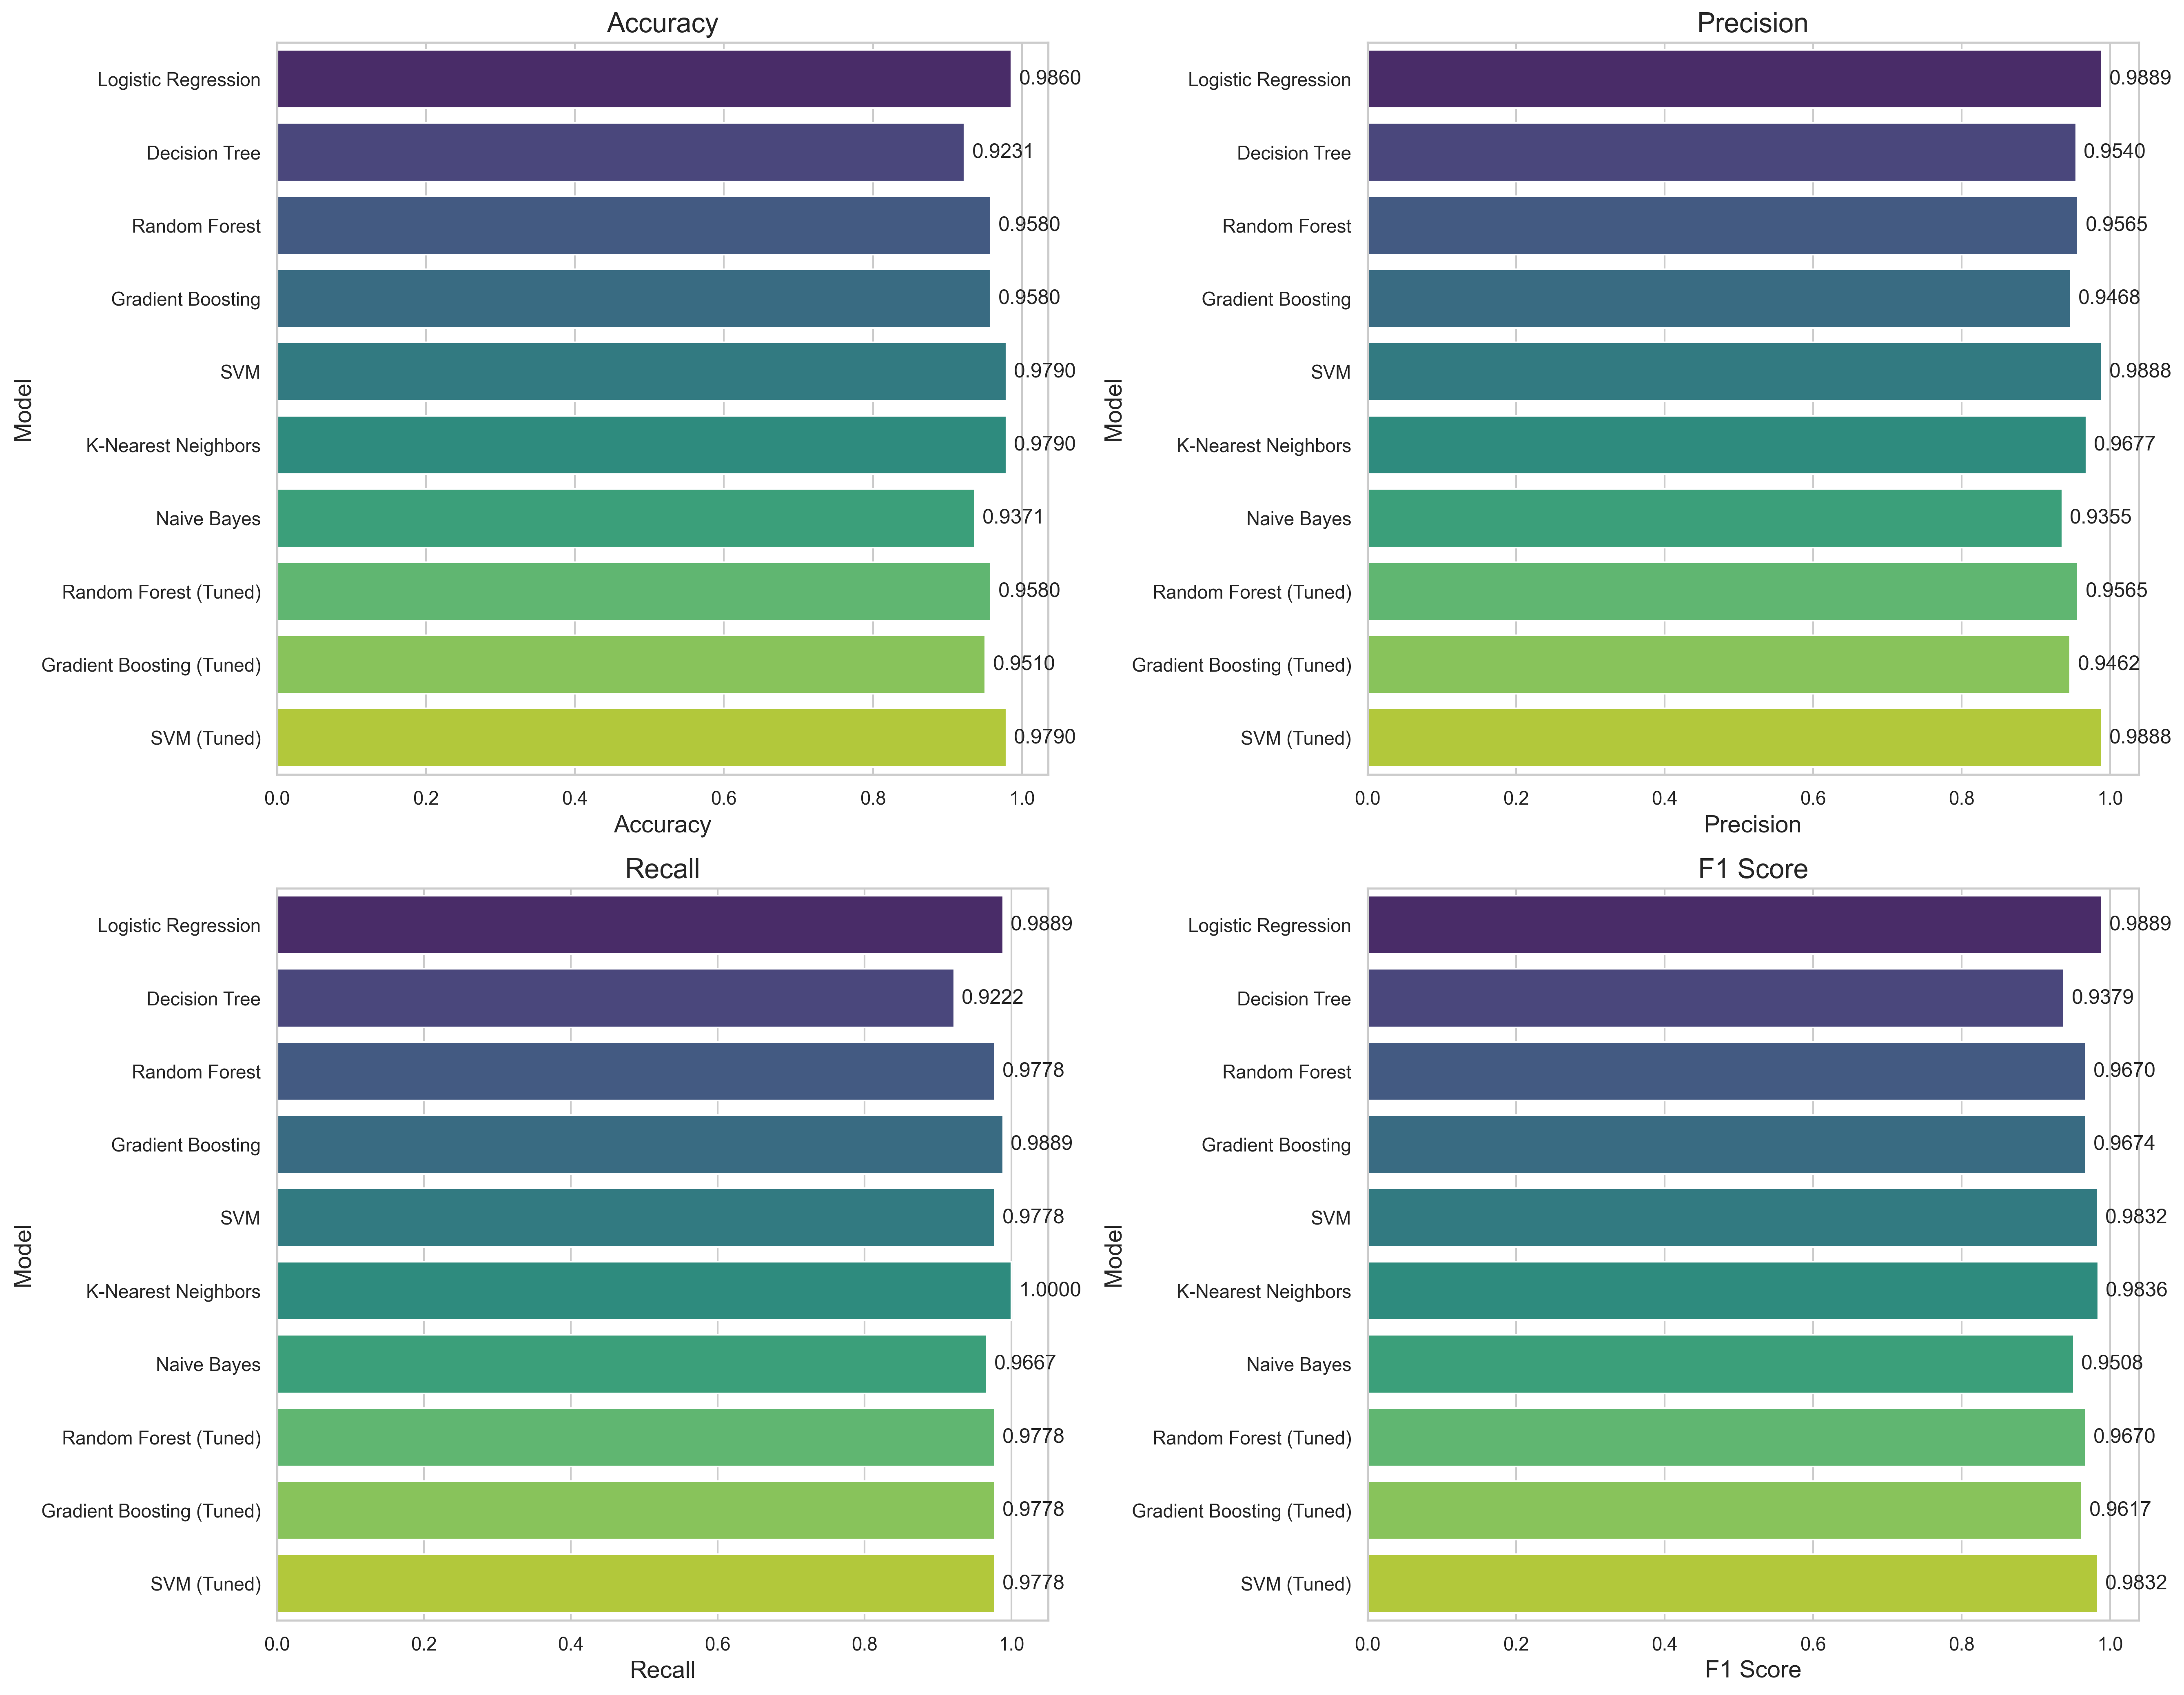 Accuracy
Logistic Regression 0.9860
Decision Tree 0.9231
Random Forest 0.9580
Gradient Boosting 0.9580
SVM 0.9790
K-Nearest Neighbors 0.9790
Naive Bayes 0.9371
Random Forest (Tuned) 0.9580
Gradient Boosting (Tuned) 0.9510
SVM (Tuned) 0.9790
Model
0.0 0.2 0.4 0.6 0.8 1.0
Accuracy
Precision
Logistic Regression 0.9889
Decision Tree 0.9540
Random Forest 0.9565
Gradient Boosting 0.9468
SVM 0.9888
K-Nearest Neighbors 0.9677
Naive Bayes 0.9355
Random Forest (Tuned) 0.9565
Gradient Boosting (Tuned) 0.9462
SVM (Tuned) 0.9888
Model
0.0 0.2 0.4 0.6 0.8 1.0
Precision
Recall
Logistic Regression 0.9889
Decision Tree 0.9222
Random Forest 0.9778
Gradient Boosting 0.9889
SVM 0.9778
K-Nearest Neighbors 1.0000
Naive Bayes 0.9667
Random Forest (Tuned) 0.9778
Gradient Boosting (Tuned) 0.9778
SVM (Tuned) 0.9778
Model
0.0 0.2 0.4 0.6 0.8 1.0
Recall
F1 Score
Logistic Regression 0.9889
Decision Tree 0.9379
Random Forest 0.9670
Gradient Boosting 0.9674
SVM 0.9832
K-Nearest Neighbors 0.9836
Naive Bayes 0.9508
Random Forest (Tuned) 0.9670
Gradient Boosting (Tuned) 0.9617
SVM (Tuned) 0.9832
Model
0.0 0.2 0.4 0.6 0.8 1.0
F1 Score